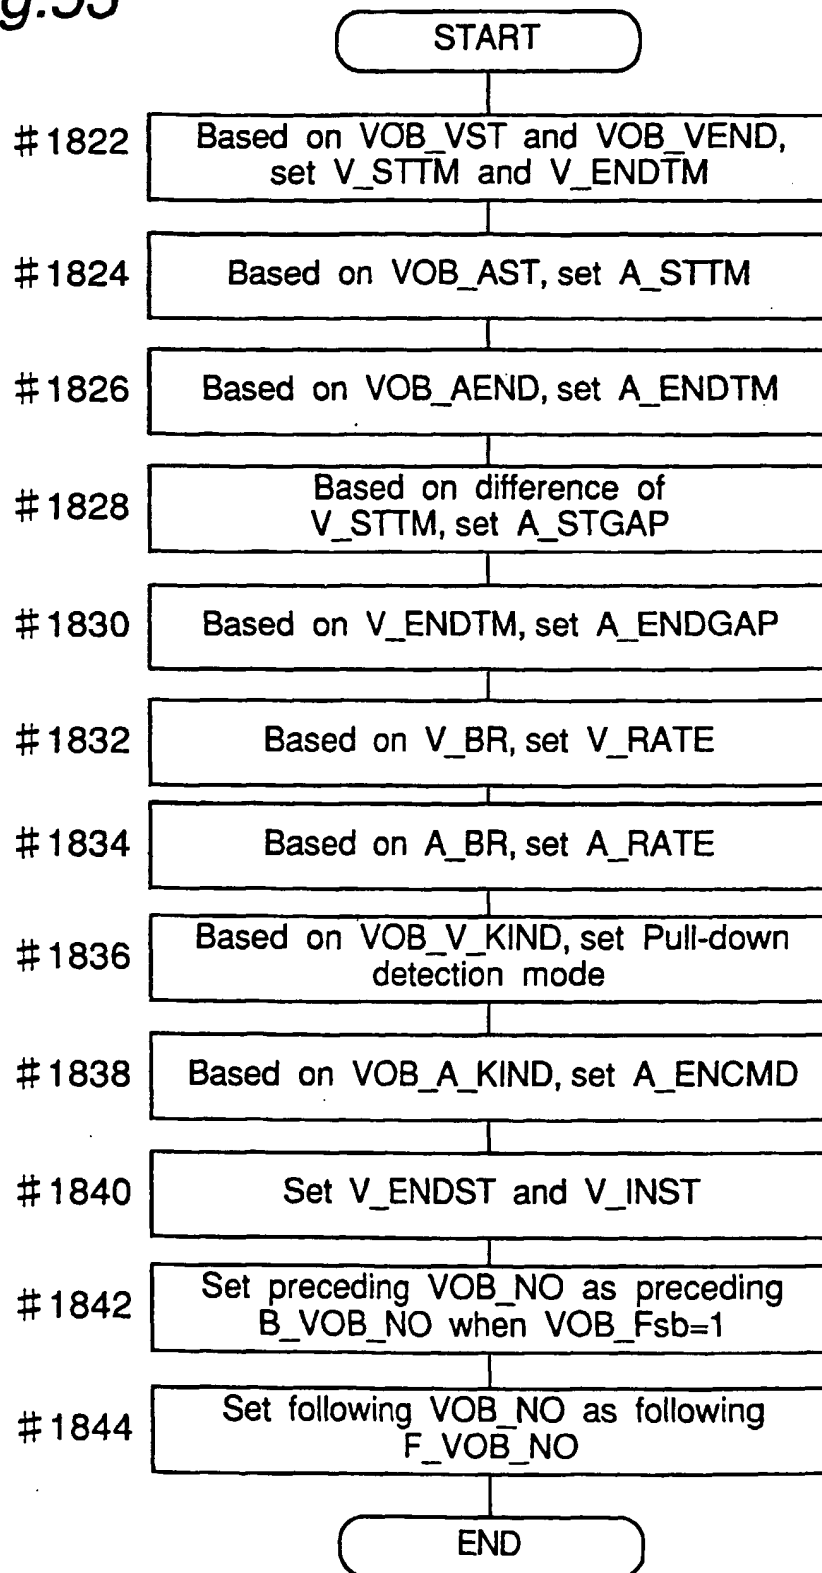 START
#1822
Based on VOB_VST and VOB_VEND,
set V_STTM and V_ENDTM
#1824
Based on VOB_AST, set A_STTM
#1826
Based on VOB_AEND, set A_ENDTM
#1828
Based on difference of
V_STTM, set A_STGAP
#1830
Based on V_ENDTM, set A_ENDGAP
#1832
Based on V_BR, set V_RATE
#1834
Based on A_BR, set A_RATE
#1836
Based on VOB_V_KIND, set Pull-down
detection mode
#1838
Based on VOB_A_KIND, set A_ENCMD
#1840
Set V_ENDST and V_INST
#1842
Set preceding VOB_NO as preceding
B_VOB_NO when VOB_Fsb=1
#1844
Set following VOB_NO as following
F_VOB_NO
END